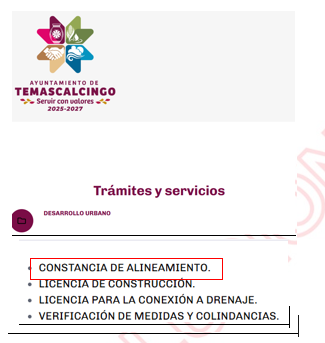 AYUNTAMIENTO DE
TEMASCALCINGO
Servir con valores
2025-2027
Trámites y servicios
DESARROLLO URBANO
CONSTANCIA DE ALINEAMIENTO.
LICENCIA DE CONSTRUCCIÓN.
LICENCIA PARA LA CONEXIÓN A DRENAJE.
VERIFICACIÓN DE MEDIDAS Y COLINDANCIAS.